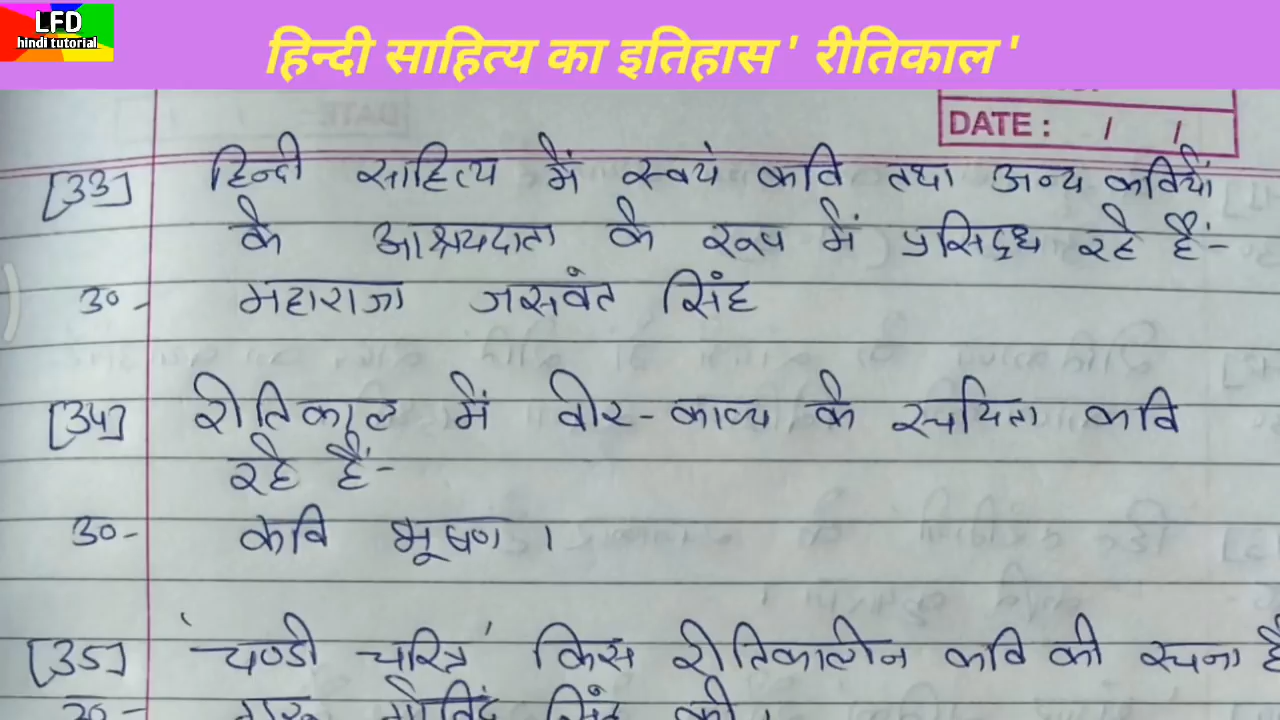 LFD
hindi tutorial
हिन्दी साहित्य का इतिहास ' रीतिकाल '
DATE : / /
[33] हिन्दी साहित्य में स्वयं कवि तथा अन्य कवियों
के आश्रयदाता के रूप में प्रसिद्ध रहे हैं-
उ०- महाराजा जसवंत सिंह
[34] रीतिकाल में वीर-काव्य के रचयिता कवि
रहे हैं-
उ०- कवि भूषण ।
[35] 'चण्डी चरित्र' किस रीतिकालीन कवि की रचना है
उ०- गुरु गोविंद सिंह की ।